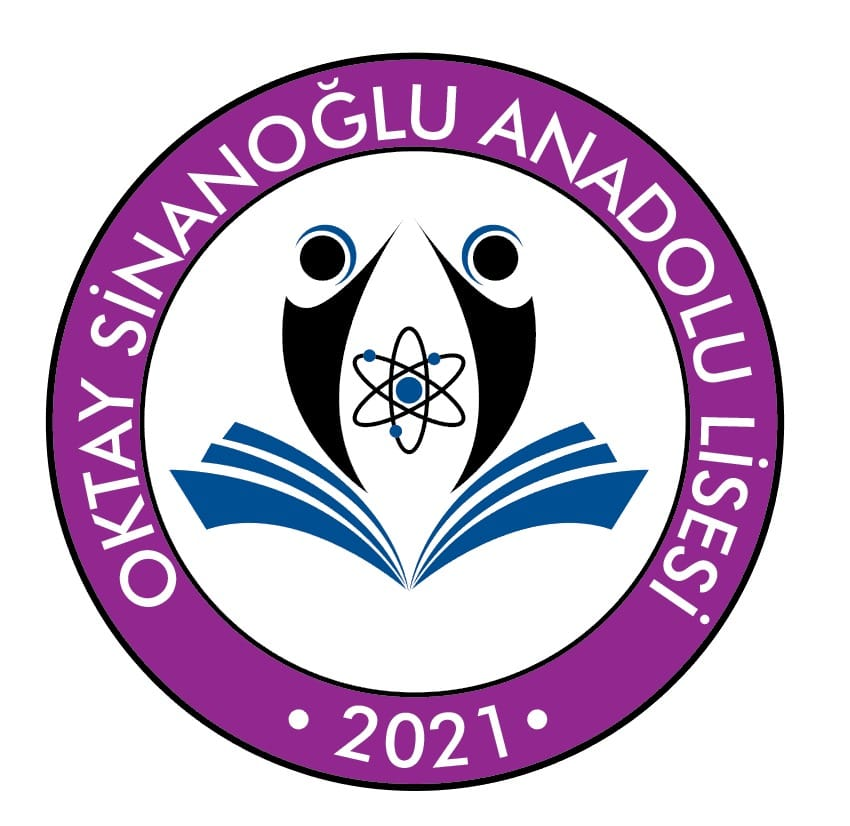 OKTAY SİNANOĞLU ANADOLU LİSESİ
• 2021 •